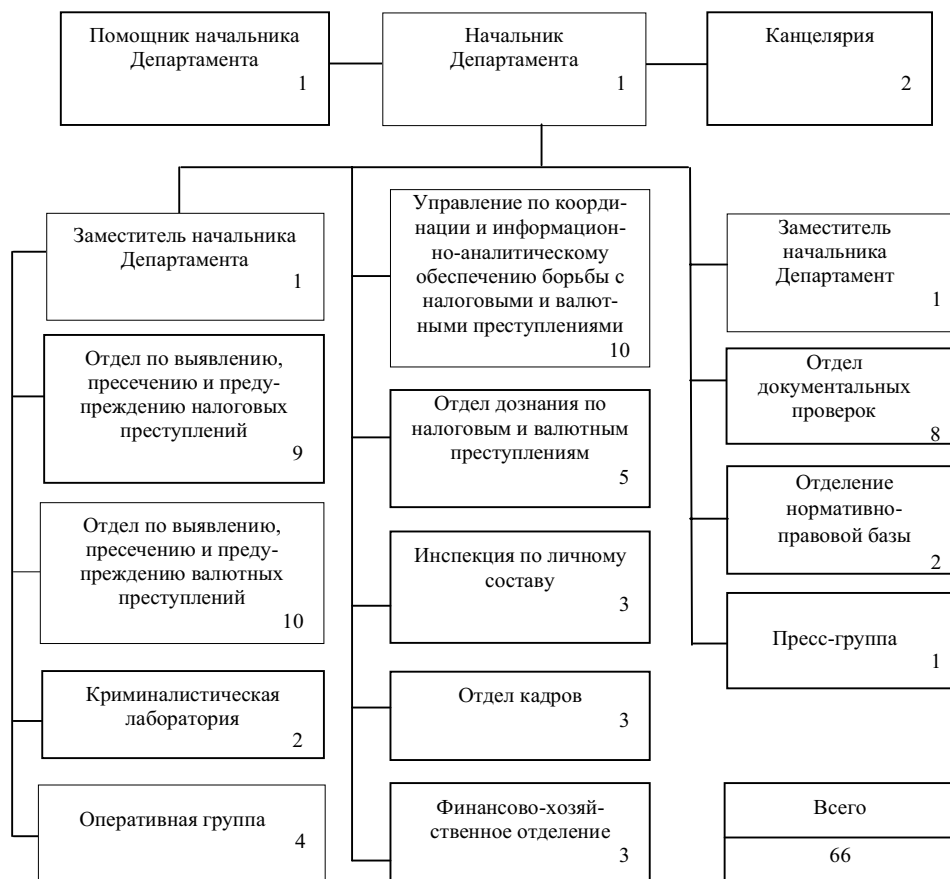 Помощник начальника
Департамента
1
Начальник
Департамента
1
Канцелярия
2
Заместитель начальника
Департамента
1
Отдел по выявлению,
пресечению и преду-
преждению налоговых
преступлений
9
Отдел по выявлению,
пресечению и преду-
преждению валютных
преступлений
10
Криминалистическая
лаборатория
2
Оперативная группа
4
Управление по коорди-
нации и информацион-
но-аналитическому
обеспечению борьбы с
налоговыми и валют-
ными преступлениями
10
Отдел дознания по
налоговым и валютным
преступлениям
5
Инспекция по личному
составу
3
Отдел кадров
3
Финансово-хозяй-
ственное отделение
3
Заместитель
начальника
Департамент
1
Отдел
документальных
проверок
8
Отделение
нормативно-
правовой базы
2
Пресс-группа
1
Всего
66